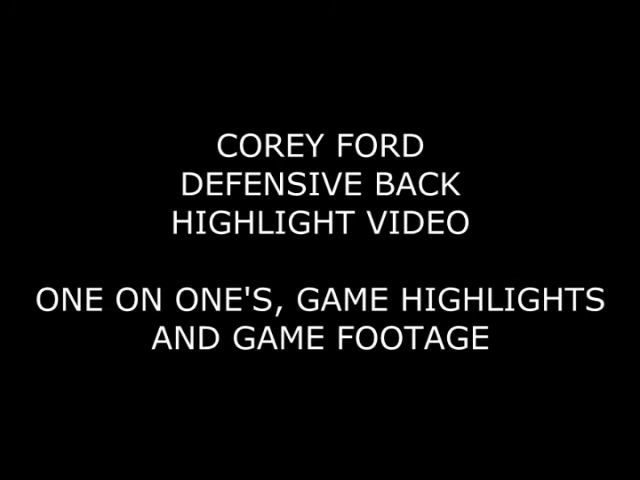 COREY FORD
DEFENSIVE BACK
HIGHLIGHT VIDEO
ONE ON ONE'S, GAME HIGHLIGHTS
AND GAME FOOTAGE